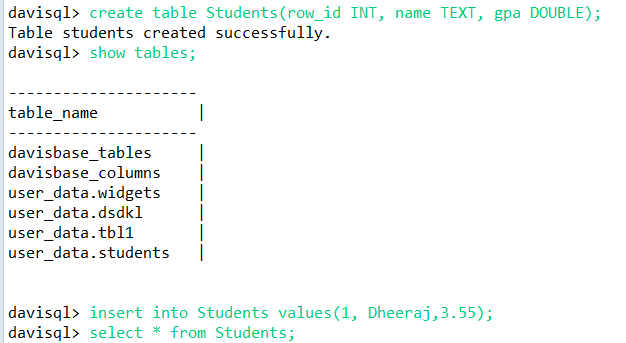 davisql> create table Students(row_id INT, name TEXT, gpa DOUBLE);
Table students created successfully.
davisql> show tables;
---------------------
table_name           |
---------------------
davisbase_tables     |
davisbase_columns    |
user_data.widgets    |
user_data.dsdkl      |
user_data.tbl1       |
user_data.students   |
davisql> insert into Students values(1, Dheeraj,3.55);
davisql> select * from Students;